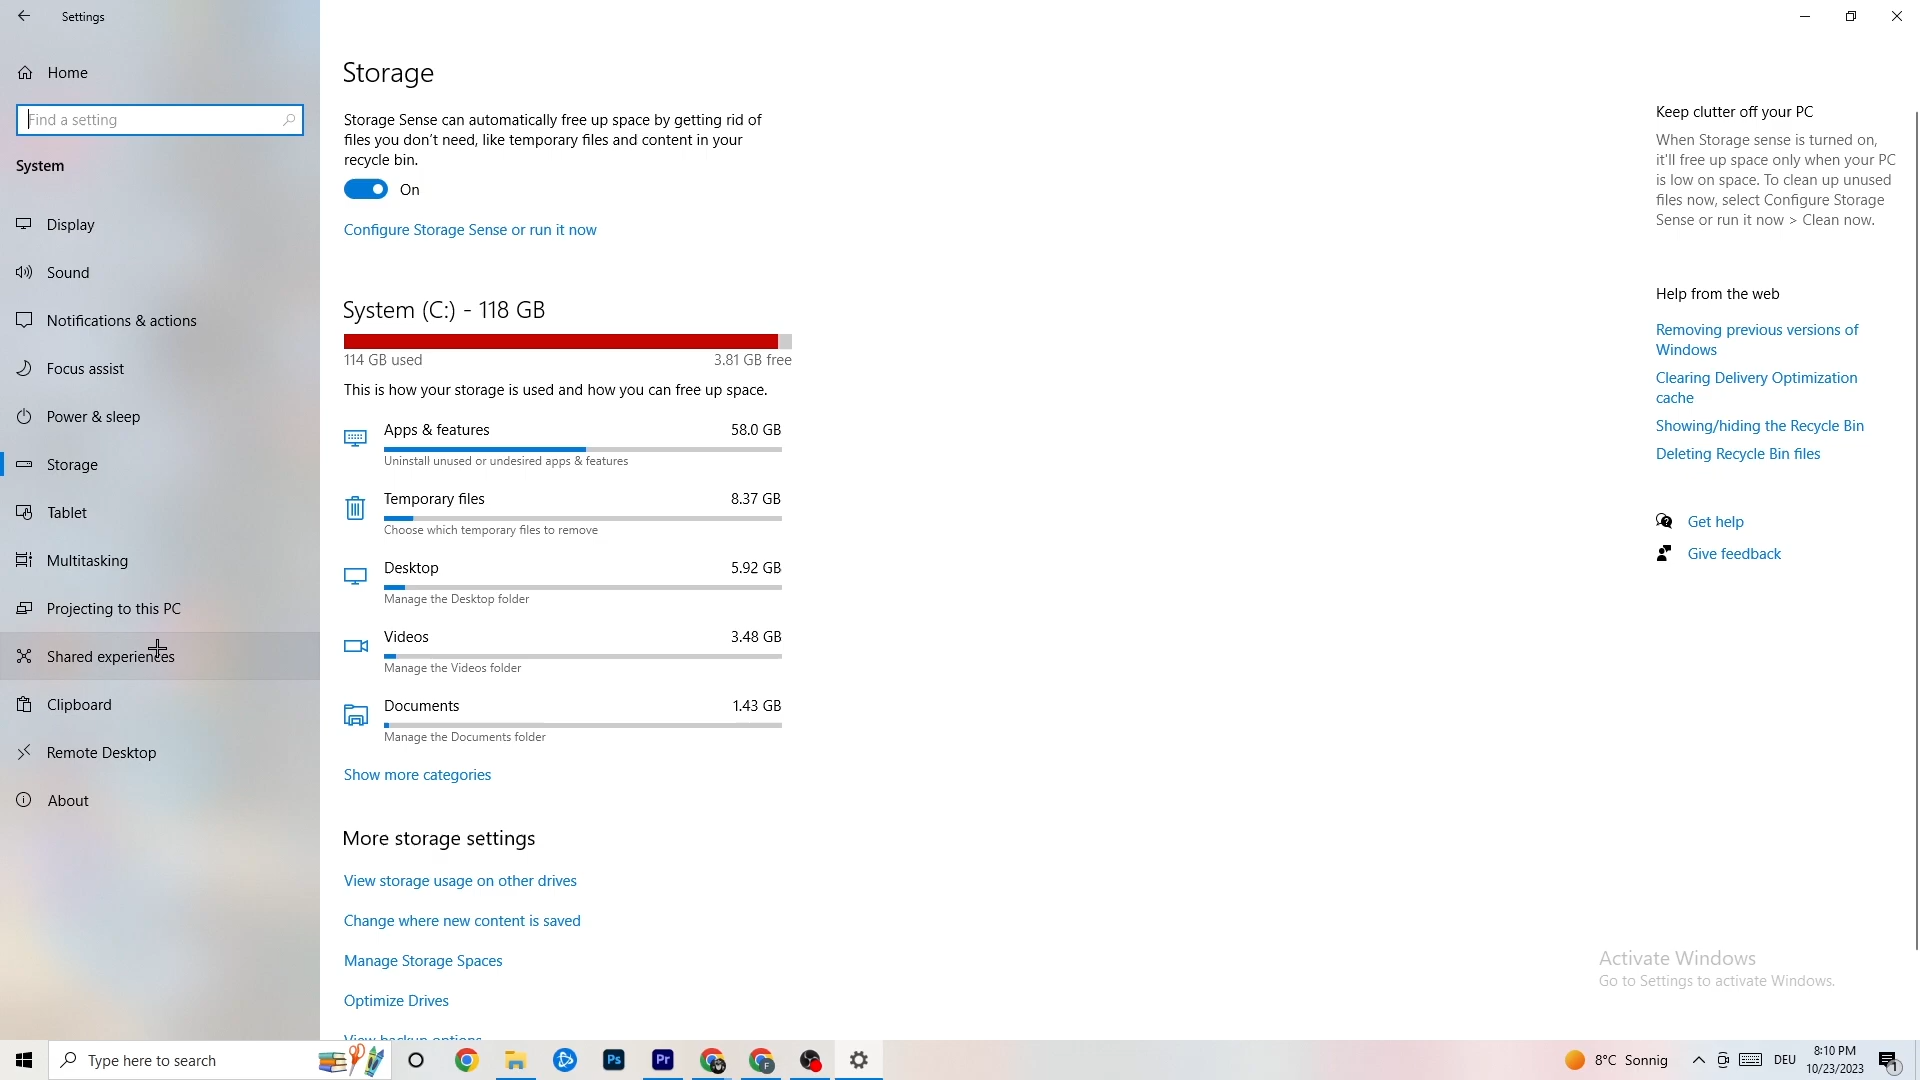 Settings
Home
Find a setting
System
Display
Sound
Notifications & actions
Focus assist
Power & sleep
Storage
Tablet
Multitasking
Projecting to this PC
Shared experiences
Clipboard
Remote Desktop
About
Storage
Storage Sense can automatically free up space by getting rid of
files you don't need, like temporary files and content in your
recycle bin.
On
Configure Storage Sense or run it now
System (C:) - 118 GB
114 GB used 3.81 GB free
This is how your storage is used and how you can free up space.
Apps & features 58.0 GB
Uninstall unused or undesired apps & features
Temporary files 8.37 GB
Choose which temporary files to remove
Desktop 5.92 GB
Manage the Desktop folder
Videos 3.48 GB
Manage the Videos folder
Documents 1.43 GB
Manage the Documents folder
Show more categories
More storage settings
View storage usage on other drives
Change where new content is saved
Manage Storage Spaces
Optimize Drives
View backup options
Keep clutter off your PC
When Storage sense is turned on,
it'll free up space only when your PC
is low on space. To clean up unused
files now, select Configure Storage
Sense or run it now > Clean now.
Help from the web
Removing previous versions of
Windows
Clearing Delivery Optimization
cache
Showing/hiding the Recycle Bin
Deleting Recycle Bin files
Get help
Give feedback
Activate Windows
Go to Settings to activate Windows.
Type here to search
Ps
Pr
F
8°C Sonnig
DEU
8:10 PM
10/23/2023
1